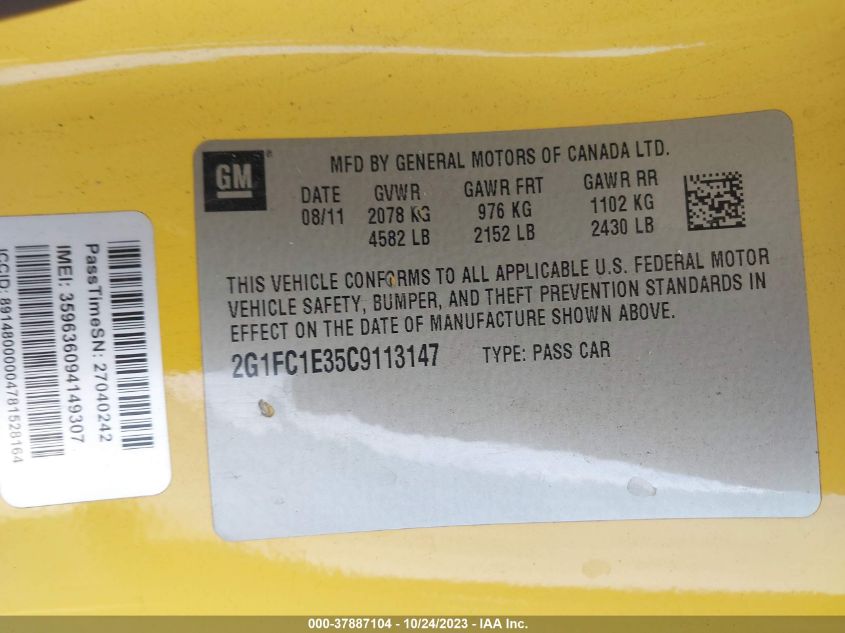 GM
MFD BY GENERAL MOTORS OF CANADA LTD.
DATE GVWR GAWR FRT GAWR RR
08/11 2078 KG 976 KG 1102 KG
4582 LB 2152 LB 2430 LB
THIS VEHICLE CONFORMS TO ALL APPLICABLE U.S. FEDERAL MOTOR
VEHICLE SAFETY, BUMPER, AND THEFT PREVENTION STANDARDS IN
EFFECT ON THE DATE OF MANUFACTURE SHOWN ABOVE.
2G1FC1E35C9113147 TYPE: PASS CAR
PassTimeSN: 27040242
IMEI: 359636094149307
ICCID: 89148000004781528164
000-37887104 - 10/24/2023 - IAA Inc.